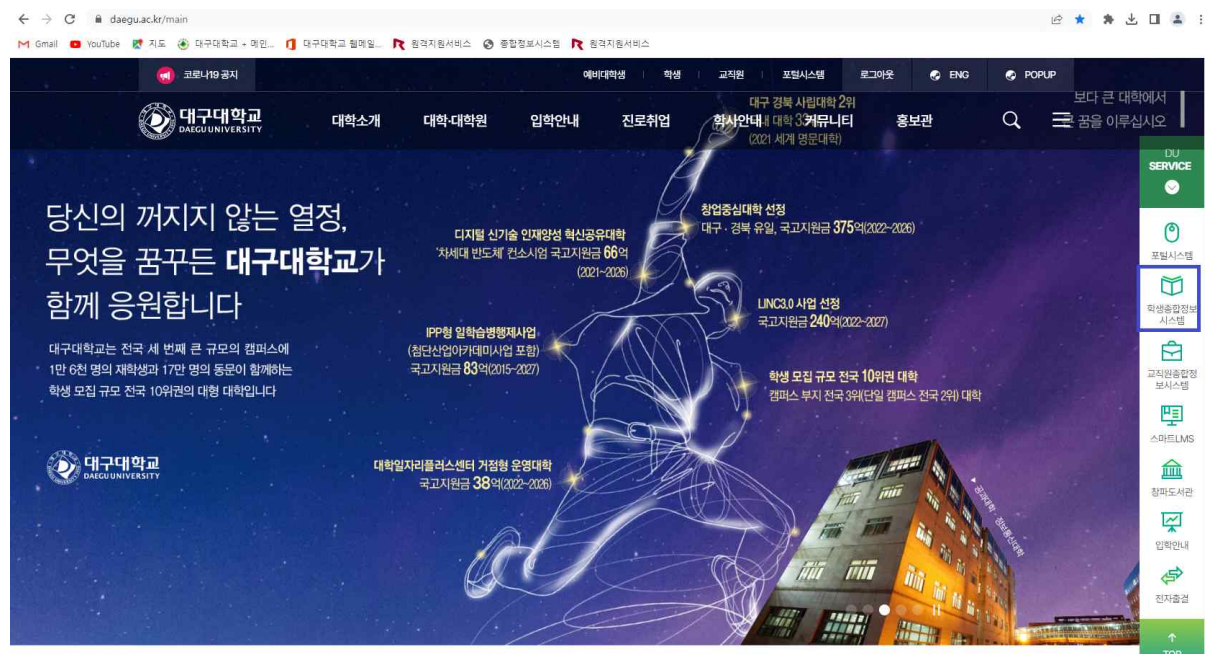 daegu.ac.kr/main
Gmail YouTube 지도 대구대학교 + 메인... 대구대학교 웹메일... 원격지원서비스 종합정보시스템 원격지원서비스
코로나19 공지 예비대학생 학생 교직원 포털시스템 로그아웃 ENG POPUP
대구대학교
DAEGU UNIVERSITY
대학소개 대학·대학원 입학안내 진로취업 학사안내 커뮤니티 홍보관
대구 경북 사립대학 2위
(2021 세계 명문대학)
보다 큰 대학에서
꿈을 이루십시오
당신의 꺼지지 않는 열정,
무엇을 꿈꾸든 대구대학교가
함께 응원합니다
대구대학교는 전국 세 번째 큰 규모의 캠퍼스에
1만 6천 명의 재학생과 17만 명의 동문이 함께하는
학생 모집 규모 전국 10위권의 대형 대학입니다
대구대학교
DAEGU UNIVERSITY
디지털 신기술 인재양성 혁신공유대학
'차세대 반도체' 컨소시엄 국고지원금 66억
(2021~2026)
창업중심대학 선정
대구 · 경북 유일, 국고지원금 375억(2022~2026)
LINC3.0 사업 선정
국고지원금 240억(2022~2027)
IPP형 일학습병행제사업
(첨단산업아카데미사업 포함)
국고지원금 83억(2015~2027)
학생 모집 규모 전국 10위권 대학
캠퍼스 부지 전국 3위(단일 캠퍼스 전국 2위) 대학
대학일자리플러스센터 거점형 운영대학
국고지원금 38억(2022~2026)
공과대학 · 정보통신대학
DU
SERVICE
포털시스템
학생종합정보
시스템
교직원종합정
보시스템
스마트LMS
창파도서관
입학안내
전자출결
TOP